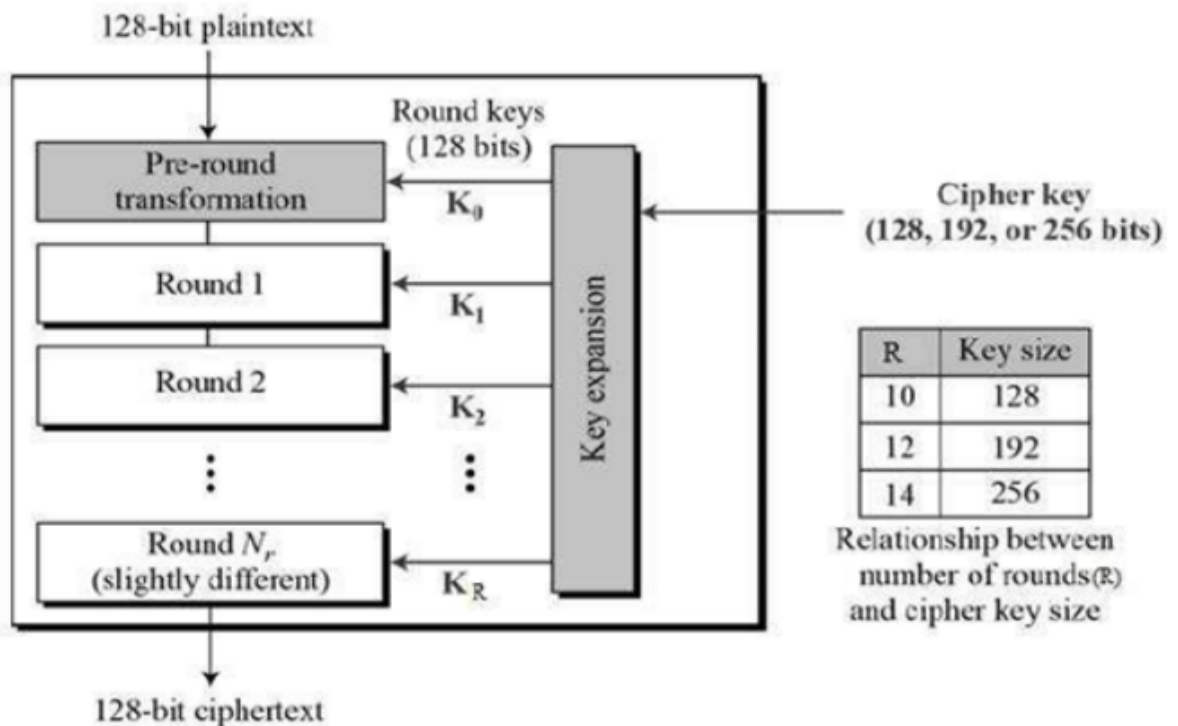 128-bit plaintext
Round keys
(128 bits)
Pre-round
transformation
K₀
Cipher key
(128, 192, or 256 bits)
Round 1
K₁
Key expansion
Round 2
K₂
R Key size
10 128
12 192
14 256
Round Nᵣ
(slightly different)
K R
Relationship between
number of rounds(R)
and cipher key size
128-bit ciphertext